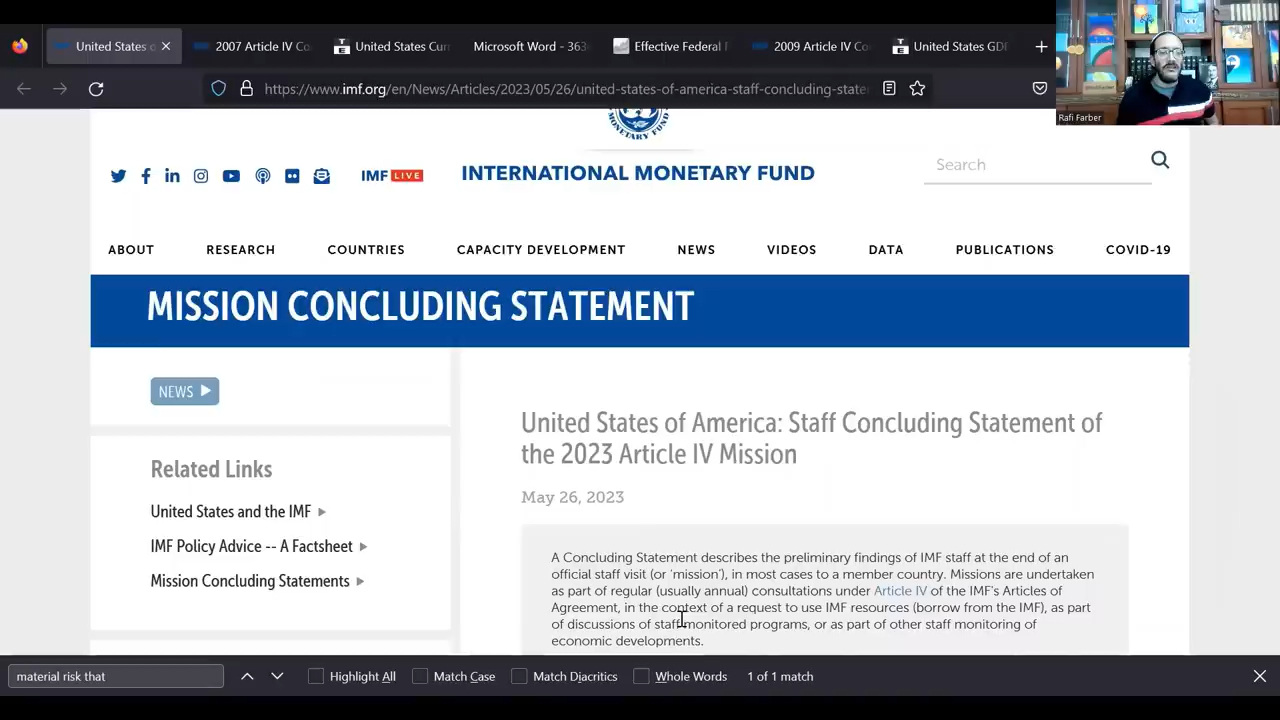 United States o
2007 Article IV Co
United States Cur
Microsoft Word - 363
Effective Federal
2009 Article IV Co
United States GDP
https://www.imf.org/en/News/Articles/2023/05/26/united-states-of-america-staff-concluding-state
Rafi Farber
MONETARY FUND
IMF LIVE
INTERNATIONAL MONETARY FUND
Search
ABOUT RESEARCH COUNTRIES CAPACITY DEVELOPMENT NEWS VIDEOS DATA PUBLICATIONS COVID-19
MISSION CONCLUDING STATEMENT
NEWS
Related Links
United States and the IMF
IMF Policy Advice -- A Factsheet
Mission Concluding Statements
United States of America: Staff Concluding Statement of
the 2023 Article IV Mission
May 26, 2023
A Concluding Statement describes the preliminary findings of IMF staff at the end of an
official staff visit (or ‘mission’), in most cases to a member country. Missions are undertaken
as part of regular (usually annual) consultations under Article IV of the IMF's Articles of
Agreement, in the context of a request to use IMF resources (borrow from the IMF), as part
of discussions of staff monitored programs, or as part of other staff monitoring of
economic developments.
material risk that
Highlight All
Match Case
Match Diacritics
Whole Words
1 of 1 match